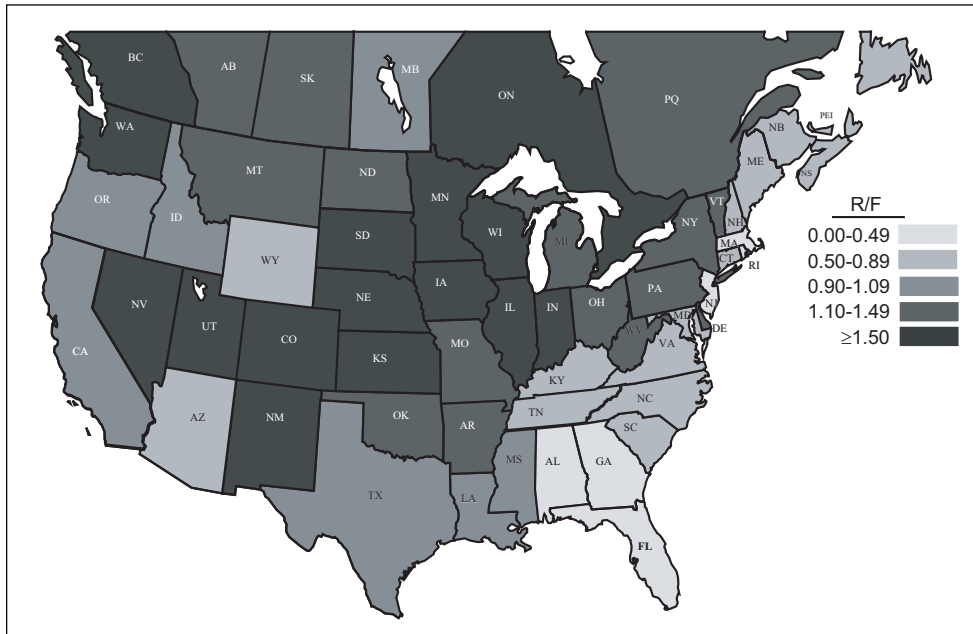 BC
AB
SK
MB
ON
PQ
NB
PEI
NS
ME
WA
MT
ND
MN
OR
ID
WY
SD
WI
MI
NY
VT
NH
MA
CT
RI
R/F
0.00-0.49
0.50-0.89
0.90-1.09
1.10-1.49
≥1.50
CA
NV
UT
CO
NE
KS
IA
MO
IL
IN
OH
PA
NJ
MD
DE
WV
VA
KY
TN
NC
SC
AZ
NM
OK
AR
TX
LA
MS
AL
GA
FL